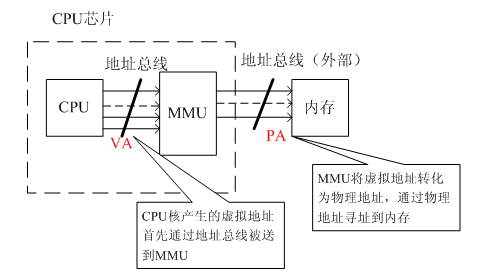 CPU芯片
地址总线
地址总线（外部）
CPU
MMU
内存
VA
PA
MMU将虚拟地址转化
为物理地址，通过物理
地址寻址到内存
CPU核产生的虚拟地址
首先通过地址总线被送
到MMU